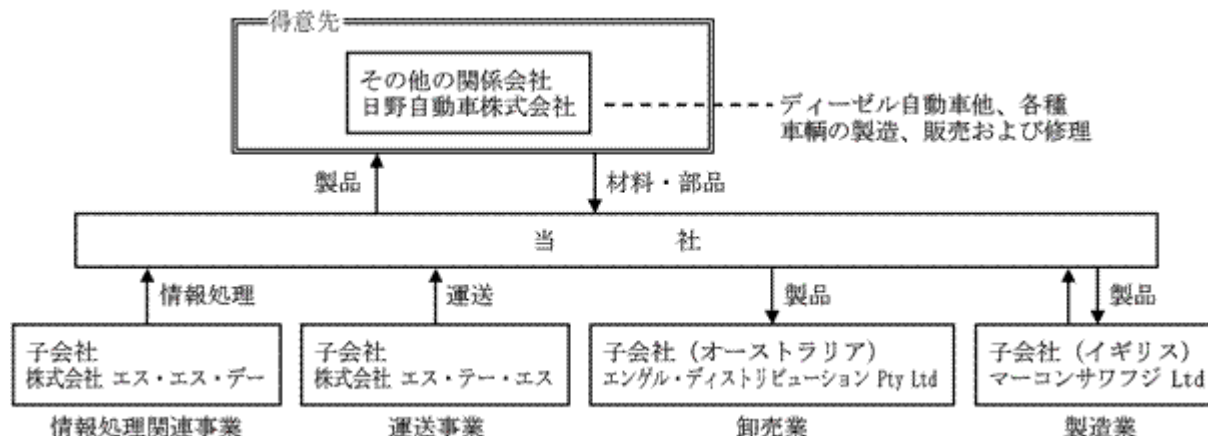 得意先
その他の関係会社
日野自動車株式会社
ディーゼル自動車他、各種
車輌の製造、販売および修理
製品
材料・部品
当 社
情報処理
運送
製品
製品
子会社
株式会社 エス・エス・デー
子会社
株式会社 エス・テー・エス
子会社(オーストラリア)
エンゲル・ディストリビューション Pty Ltd
子会社(イギリス)
マーコンサワフジ Ltd
情報処理関連事業
運送事業
卸売業
製造業